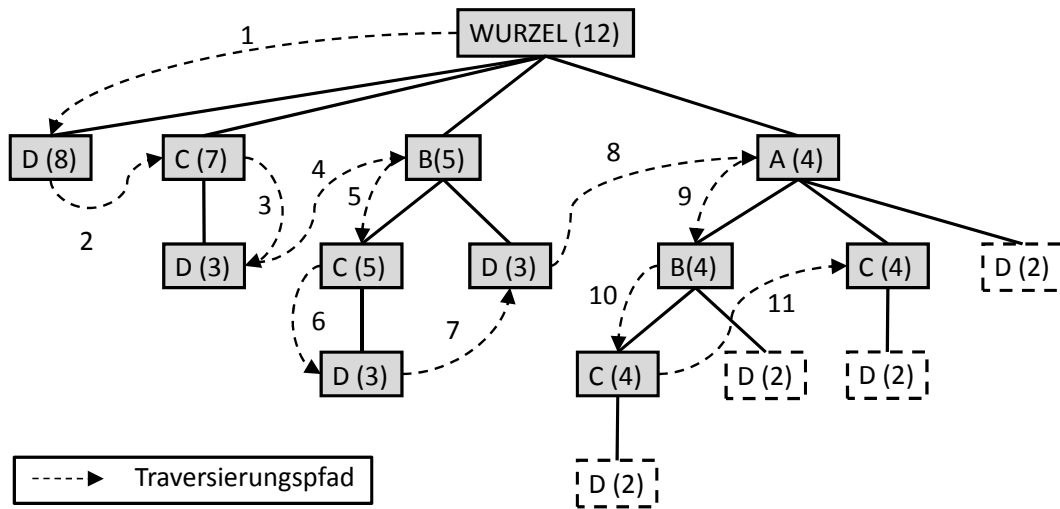 WURZEL (12)
1
D (8)
C (7)
B(5)
A (4)
2
3
4
5
8
9
D (3)
C (5)
D (3)
B(4)
C (4)
D (2)
6
7
10
11
D (3)
C (4)
D (2)
D (2)
D (2)
Traversierungspfad